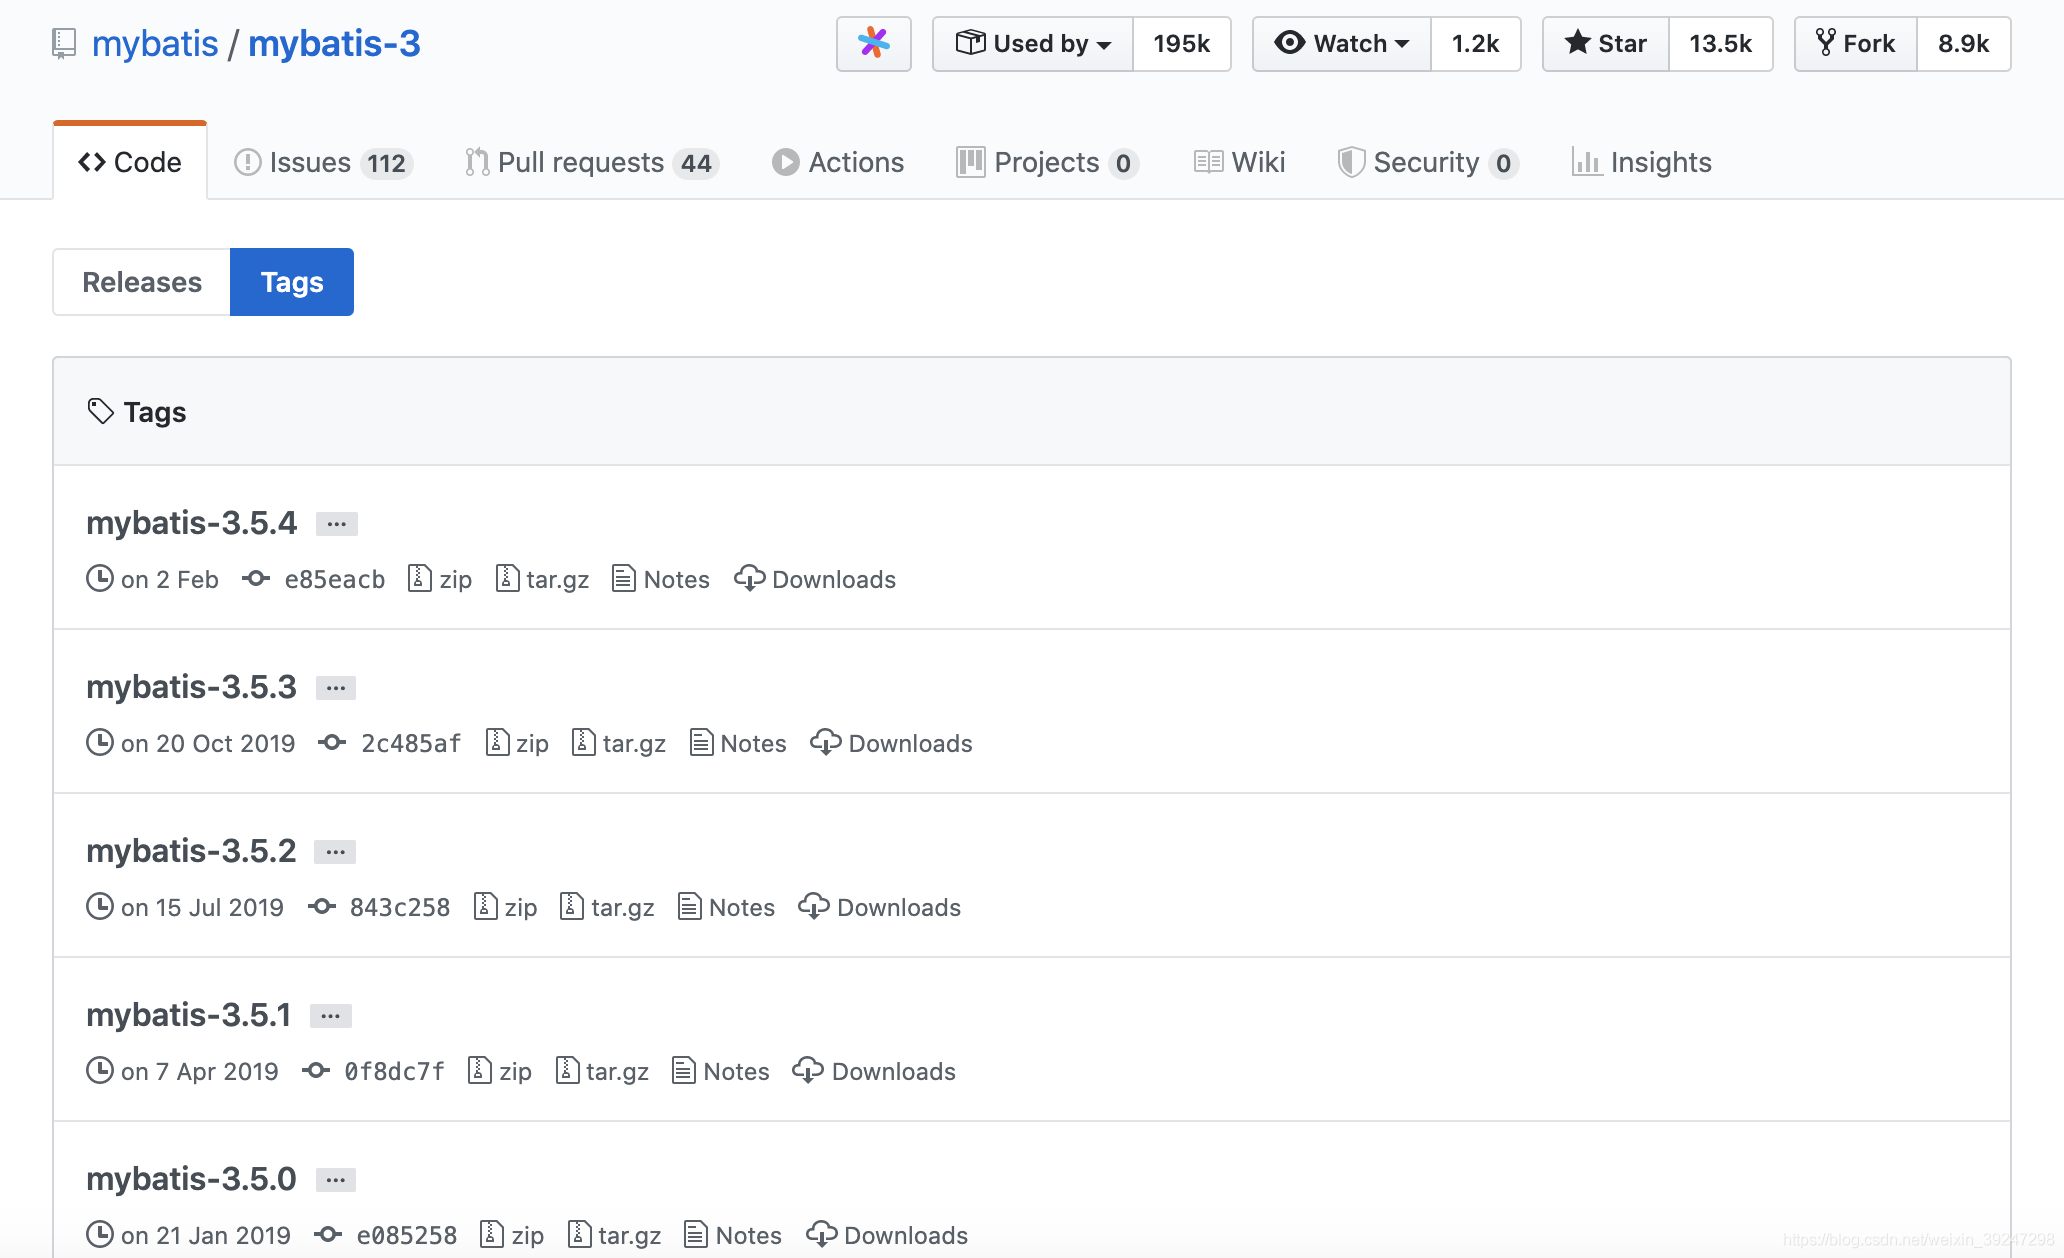 mybatis / mybatis-3 Used by 195k Watch 1.2k Star 13.5k Fork 8.9k
Code Issues 112 Pull requests 44 Actions Projects 0 Wiki Security 0 Insights
Releases Tags
Tags
mybatis-3.5.4 ...
on 2 Feb e85eacb zip tar.gz Notes Downloads
mybatis-3.5.3 ...
on 20 Oct 2019 2c485af zip tar.gz Notes Downloads
mybatis-3.5.2 ...
on 15 Jul 2019 843c258 zip tar.gz Notes Downloads
mybatis-3.5.1 ...
on 7 Apr 2019 0f8dc7f zip tar.gz Notes Downloads
mybatis-3.5.0 ...
on 21 Jan 2019 e085258 zip tar.gz Notes Downloads
https://blog.csdn.net/weixin_39247298